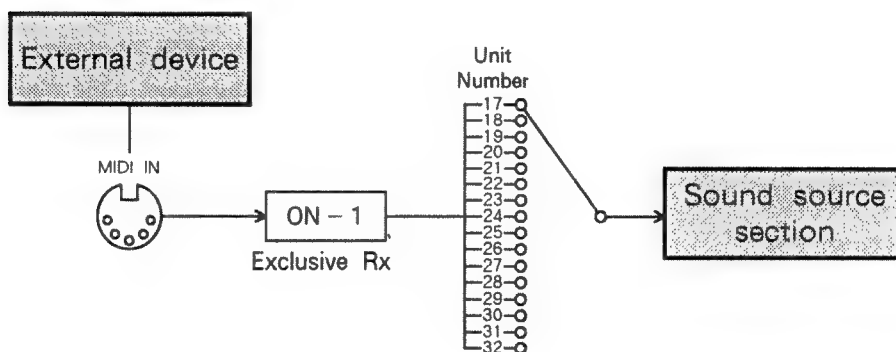 External device
MIDI IN
ON – 1
Exclusive Rx
Unit
Number
17
18
19
20
21
22
23
24
25
26
27
28
29
30
31
32
Sound source
section